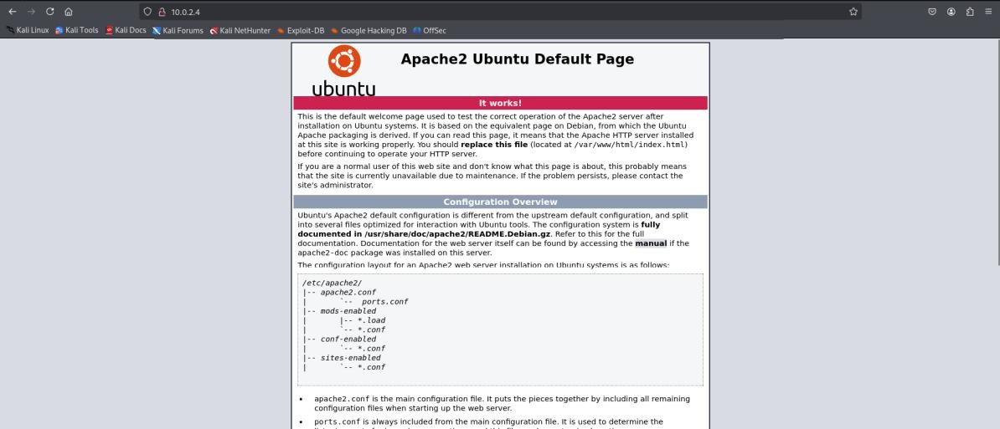 10.0.2.4
Kali Linux Kali Tools Kali Docs Kali Forums Kali NetHunter Exploit-DB Google Hacking DB OffSec
ubuntu
Apache2 Ubuntu Default Page
It works!
This is the default welcome page used to test the correct operation of the Apache2 server after
installation on Ubuntu systems. It is based on the equivalent page on Debian, from which the Ubuntu
Apache packaging is derived. If you can read this page, it means that the Apache HTTP server installed
at this site is working properly. You should replace this file (located at /var/www/html/index.html)
before continuing to operate your HTTP server.
If you are a normal user of this web site and don't know what this page is about, this probably means
that the site is currently unavailable due to maintenance. If the problem persists, please contact the
site's administrator.
Configuration Overview
Ubuntu's Apache2 default configuration is different from the upstream default configuration, and split
into several files optimized for interaction with Ubuntu tools. The configuration system is fully
documented in /usr/share/doc/apache2/README.Debian.gz. Refer to this for the full
documentation. Documentation for the web server itself can be found by accessing the manual if the
apache2-doc package was installed on this server.
The configuration layout for an Apache2 web server installation on Ubuntu systems is as follows:
/etc/apache2/
|-- apache2.conf
|       `--  ports.conf
|-- mods-enabled
|       |-- *.load
|       `-- *.conf
|-- conf-enabled
|       `-- *.conf
|-- sites-enabled
|       `-- *.conf
• apache2.conf is the main configuration file. It puts the pieces together by including all remaining
configuration files when starting up the web server.
• ports.conf is always included from the main configuration file. It is used to determine the